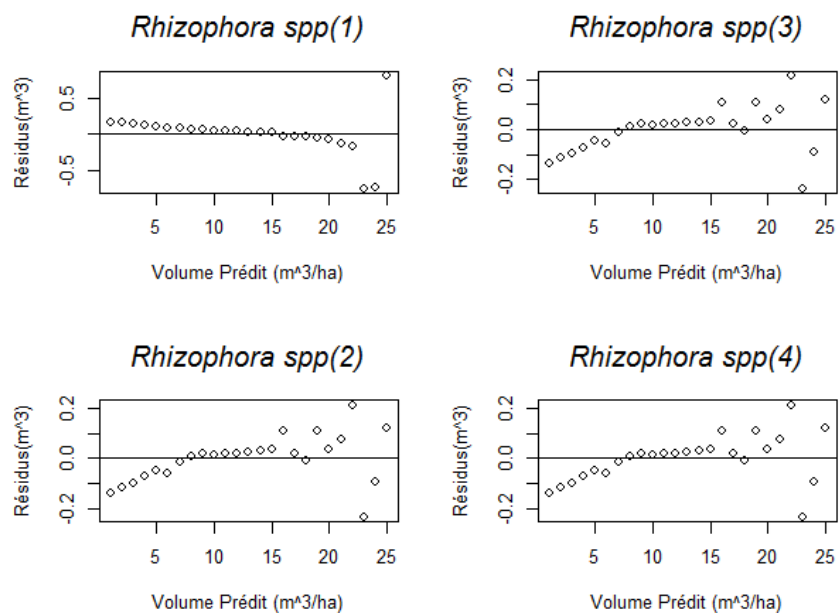 Rhizophora spp(1)
Résidus(m^3)
0.5
-0.5
5 10 15 20 25
Volume Prédit (m^3/ha)
Rhizophora spp(3)
Résidus(m^3)
0.2
0.0
-0.2
5 10 15 20 25
Volume Prédit (m^3/ha)
Rhizophora spp(2)
Résidus(m^3)
0.2
0.0
-0.2
5 10 15 20 25
Volume Prédit (m^3/ha)
Rhizophora spp(4)
Résidus(m^3)
0.2
0.0
-0.2
5 10 15 20 25
Volume Prédit (m^3/ha)